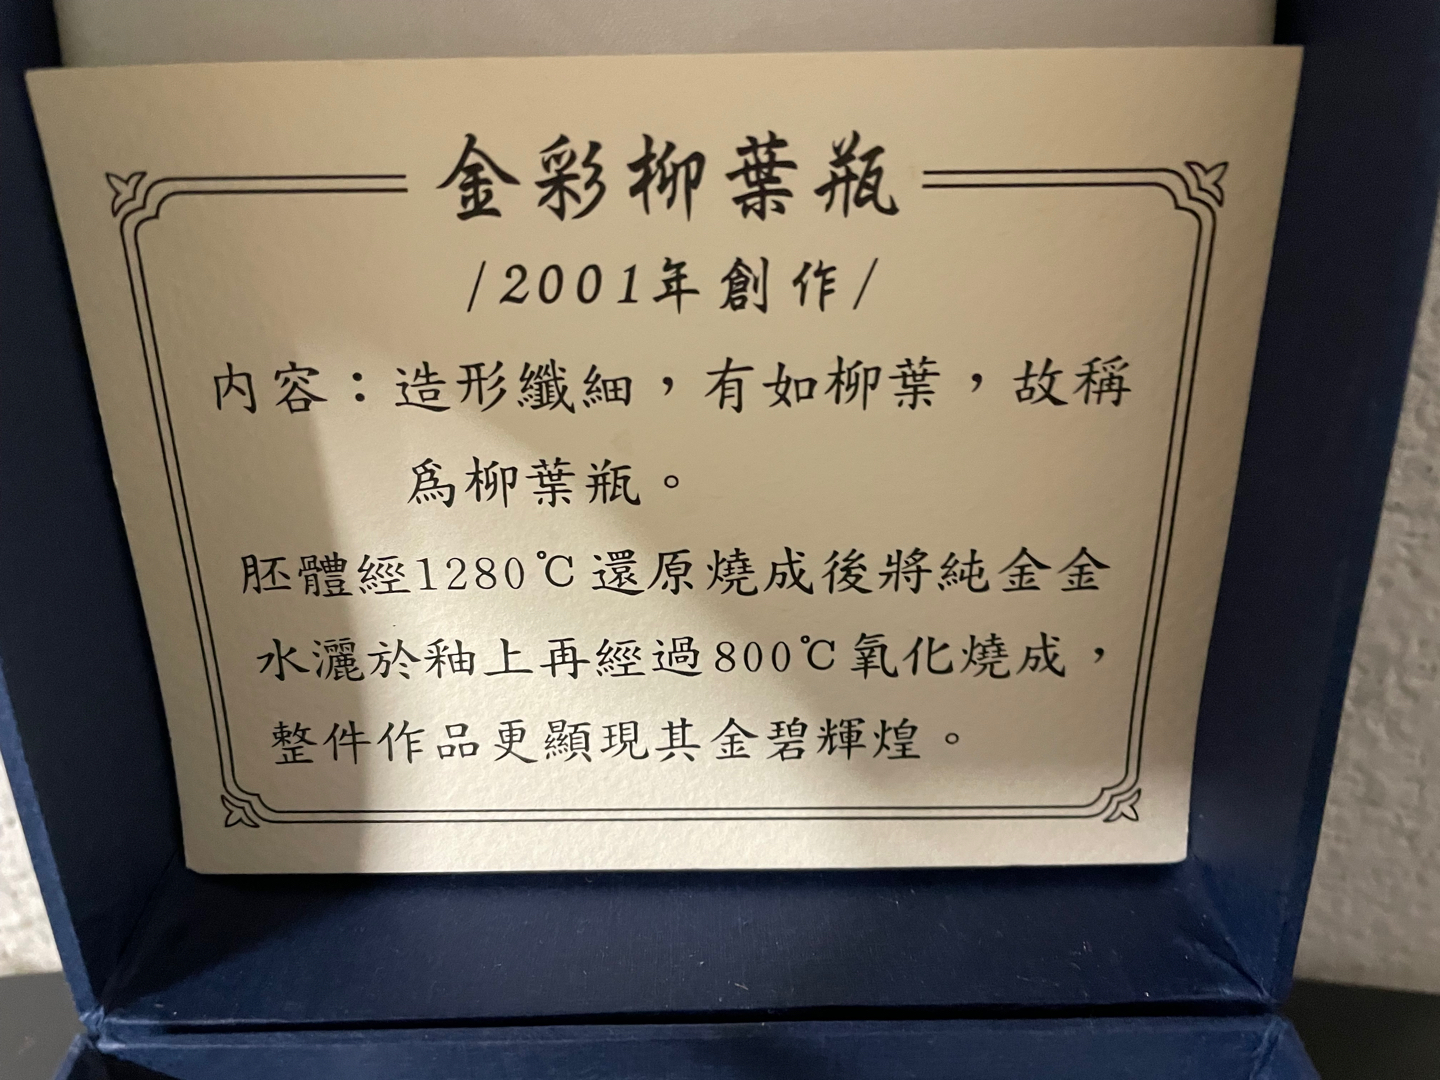 金彩柳葉瓶
/2001年創作/
内容：造形纖細，有如柳葉，故稱
爲柳葉瓶。
胚體經1280℃還原燒成後將純金金
水灑於釉上再經過800℃氧化燒成，
整件作品更顯現其金碧輝煌。